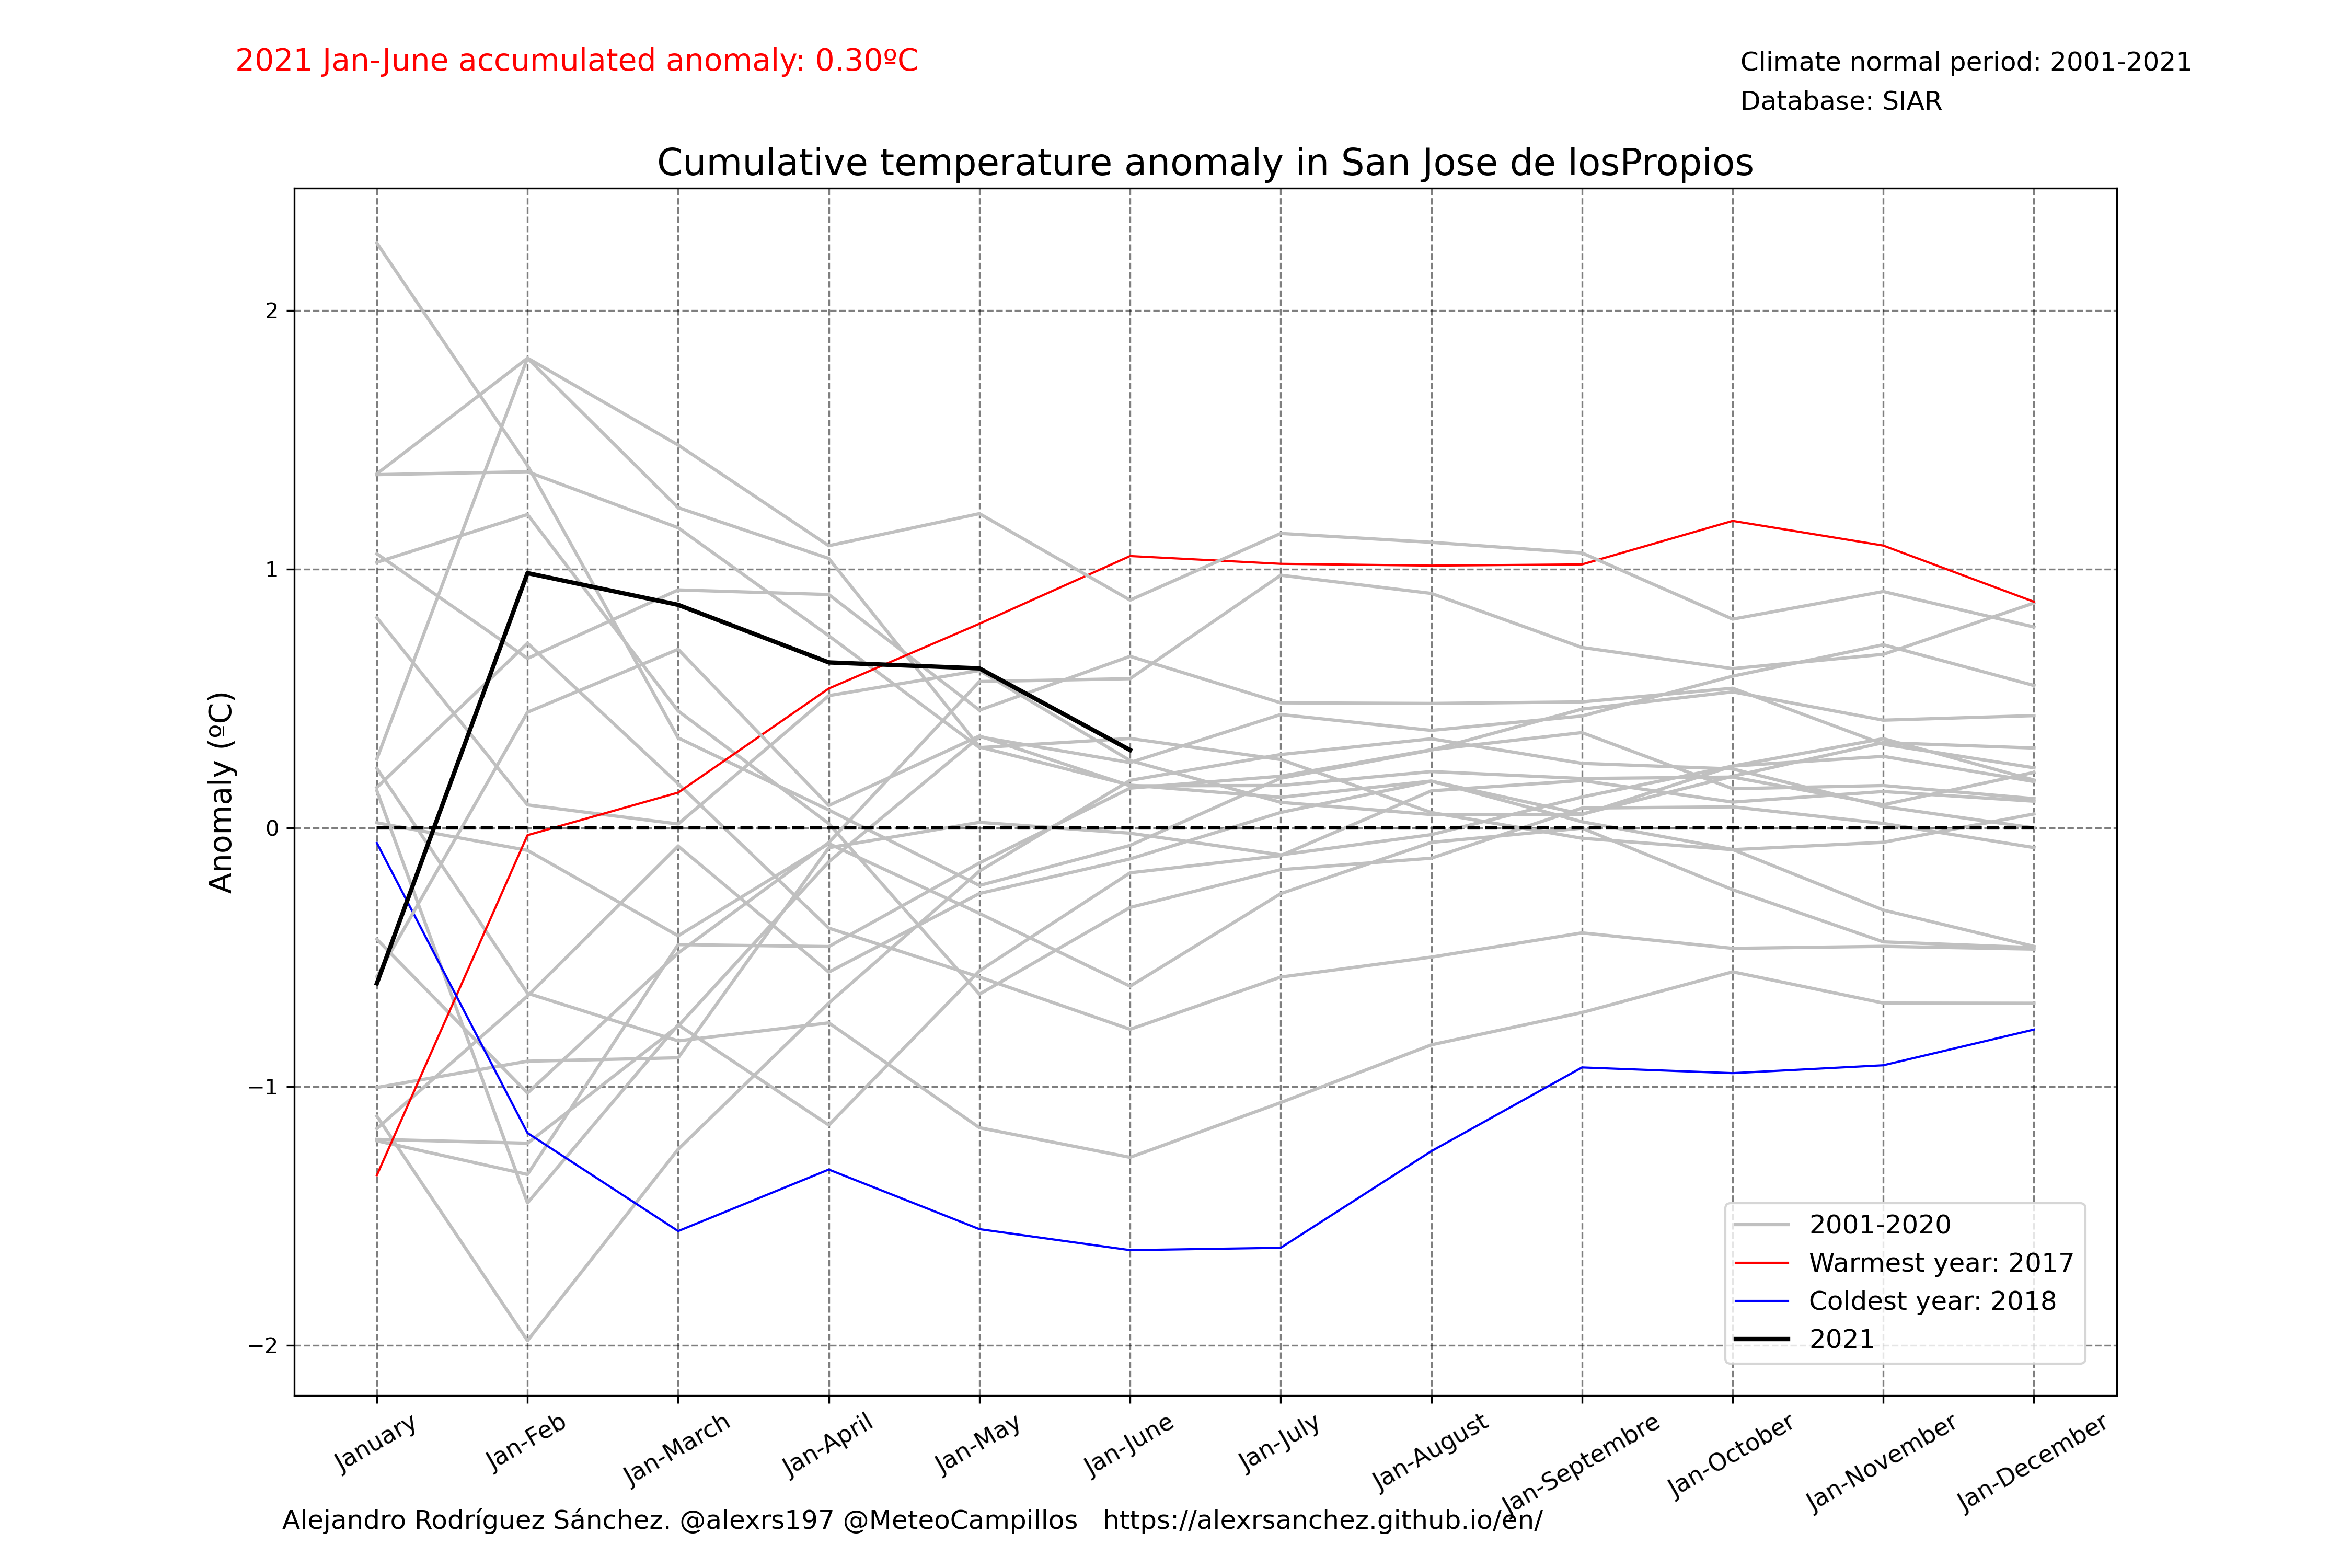 2021 Jan-June accumulated anomaly: 0.30ºC
Climate normal period: 2001-2021
Database: SIAR
Cumulative temperature anomaly in San Jose de losPropios
Anomaly (ºC)
2
1
0
−1
−2
2001-2020
Warmest year: 2017
Coldest year: 2018
2021
January
Jan-Feb
Jan-March
Jan-April
Jan-May
Jan-June
Jan-July
Jan-August
Jan-Septembre
Jan-October
Jan-November
Jan-December
Alejandro Rodríguez Sánchez. @alexrs197 @MeteoCampillos   https://alexrsanchez.github.io/en/